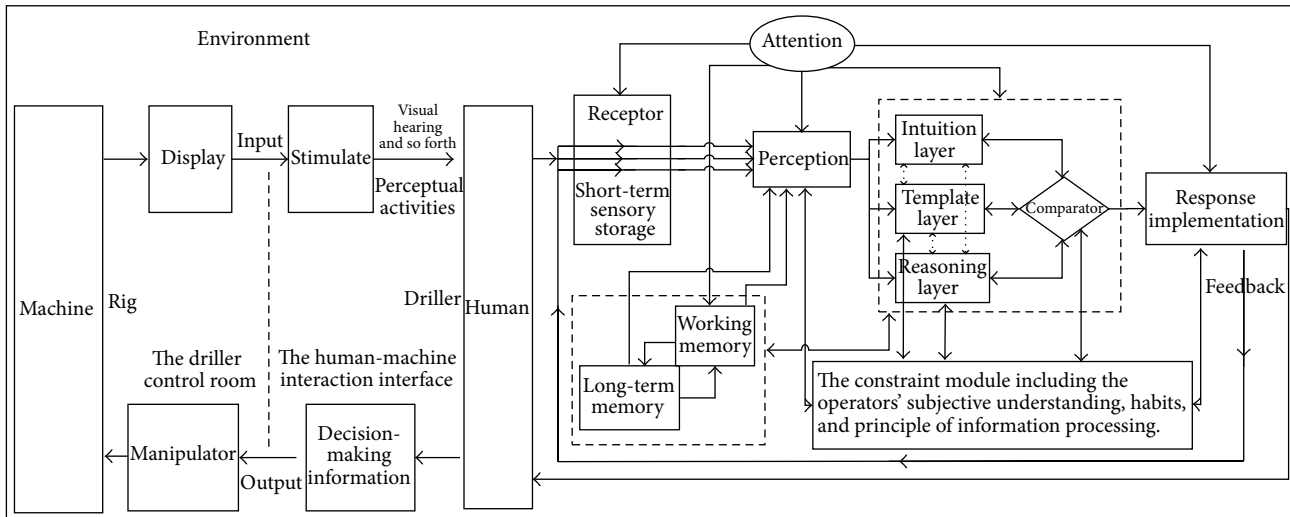 Environment
Attention
Machine
Rig
Display
Input
Stimulate
Visual
hearing
and so forth
Perceptual
activities
Driller
Human
Receptor
Short-term
sensory
storage
Perception
Intuition
layer
Template
layer
Reasoning
layer
Comparator
Response
implementation
Feedback
The driller
control room
The human-machine
interaction interface
Manipulator
Output
Decision-
making
information
Working
memory
Long-term
memory
The constraint module including the
operators’ subjective understanding, habits,
and principle of information processing.